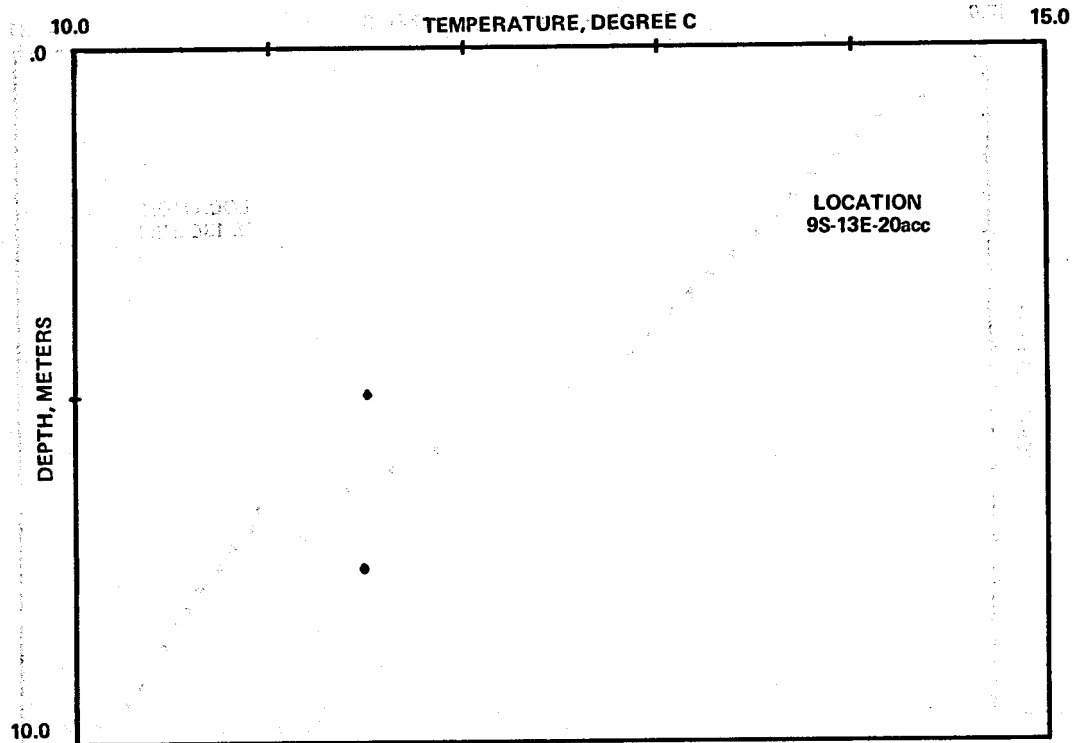 10.0 TEMPERATURE, DEGREE C 15.0
.0
LOCATION
9S-13E-20acc
DEPTH, METERS
10.0